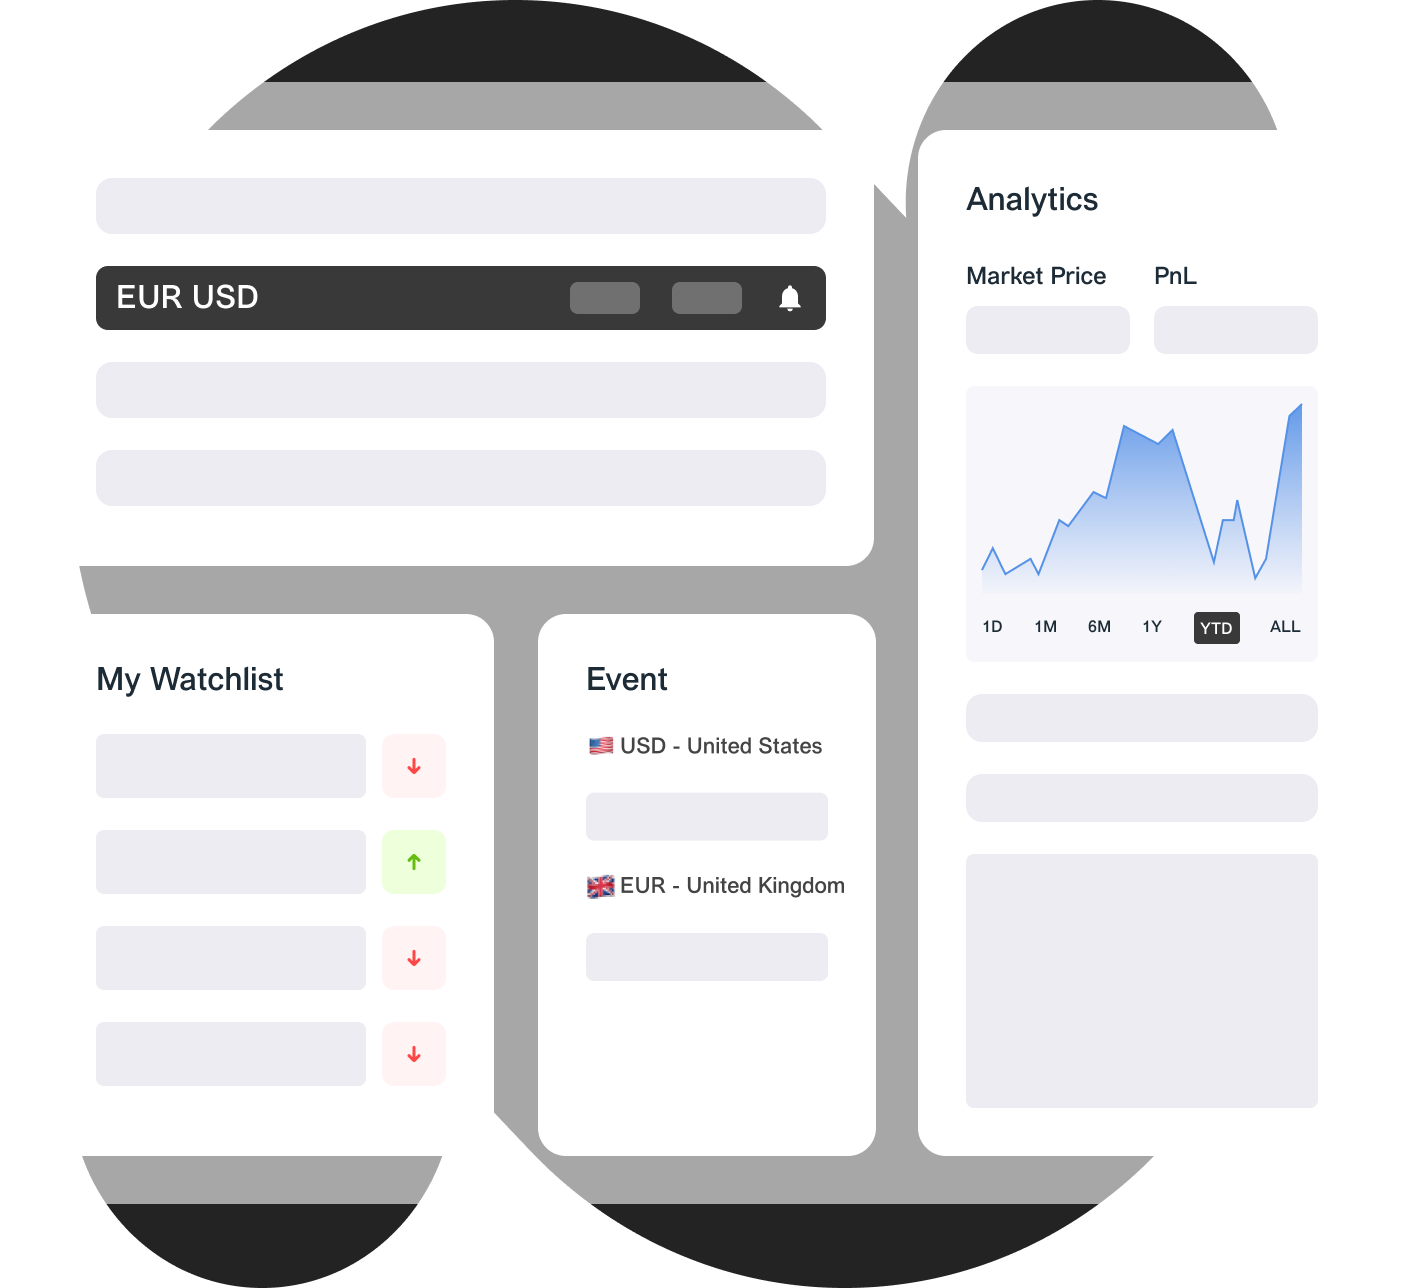 EUR USD
My Watchlist
Event
USD - United States
EUR - United Kingdom
Analytics
Market Price PnL
1D 1M 6M 1Y YTD ALL